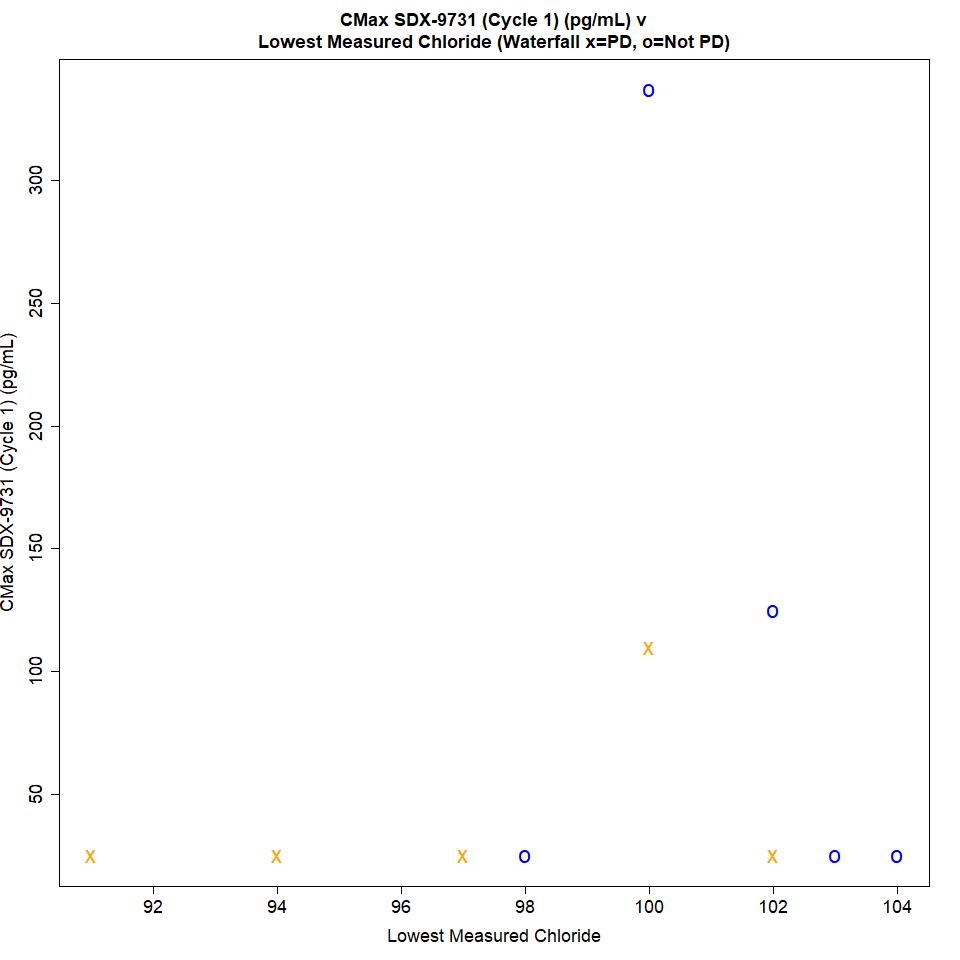 CMax SDX-9731 (Cycle 1) (pg/mL) v
Lowest Measured Chloride (Waterfall x=PD, o=Not PD)
CMax SDX-9731 (Cycle 1) (pg/mL)
300
250
200
150
100
50
O
O
X
X
X
X
O
X
O
O
92
94
96
98
100
102
104
Lowest Measured Chloride